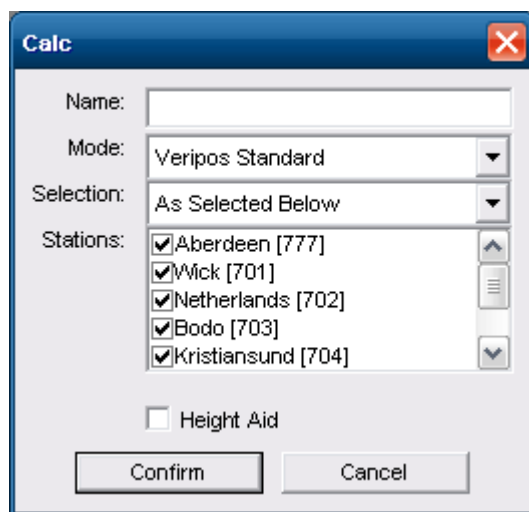 Calc
Name:
Mode: Veripos Standard
Selection: As Selected Below
Stations: Aberdeen [777]
Wick [701]
Netherlands [702]
Bodo [703]
Kristiansund [704]
Height Aid
Confirm Cancel